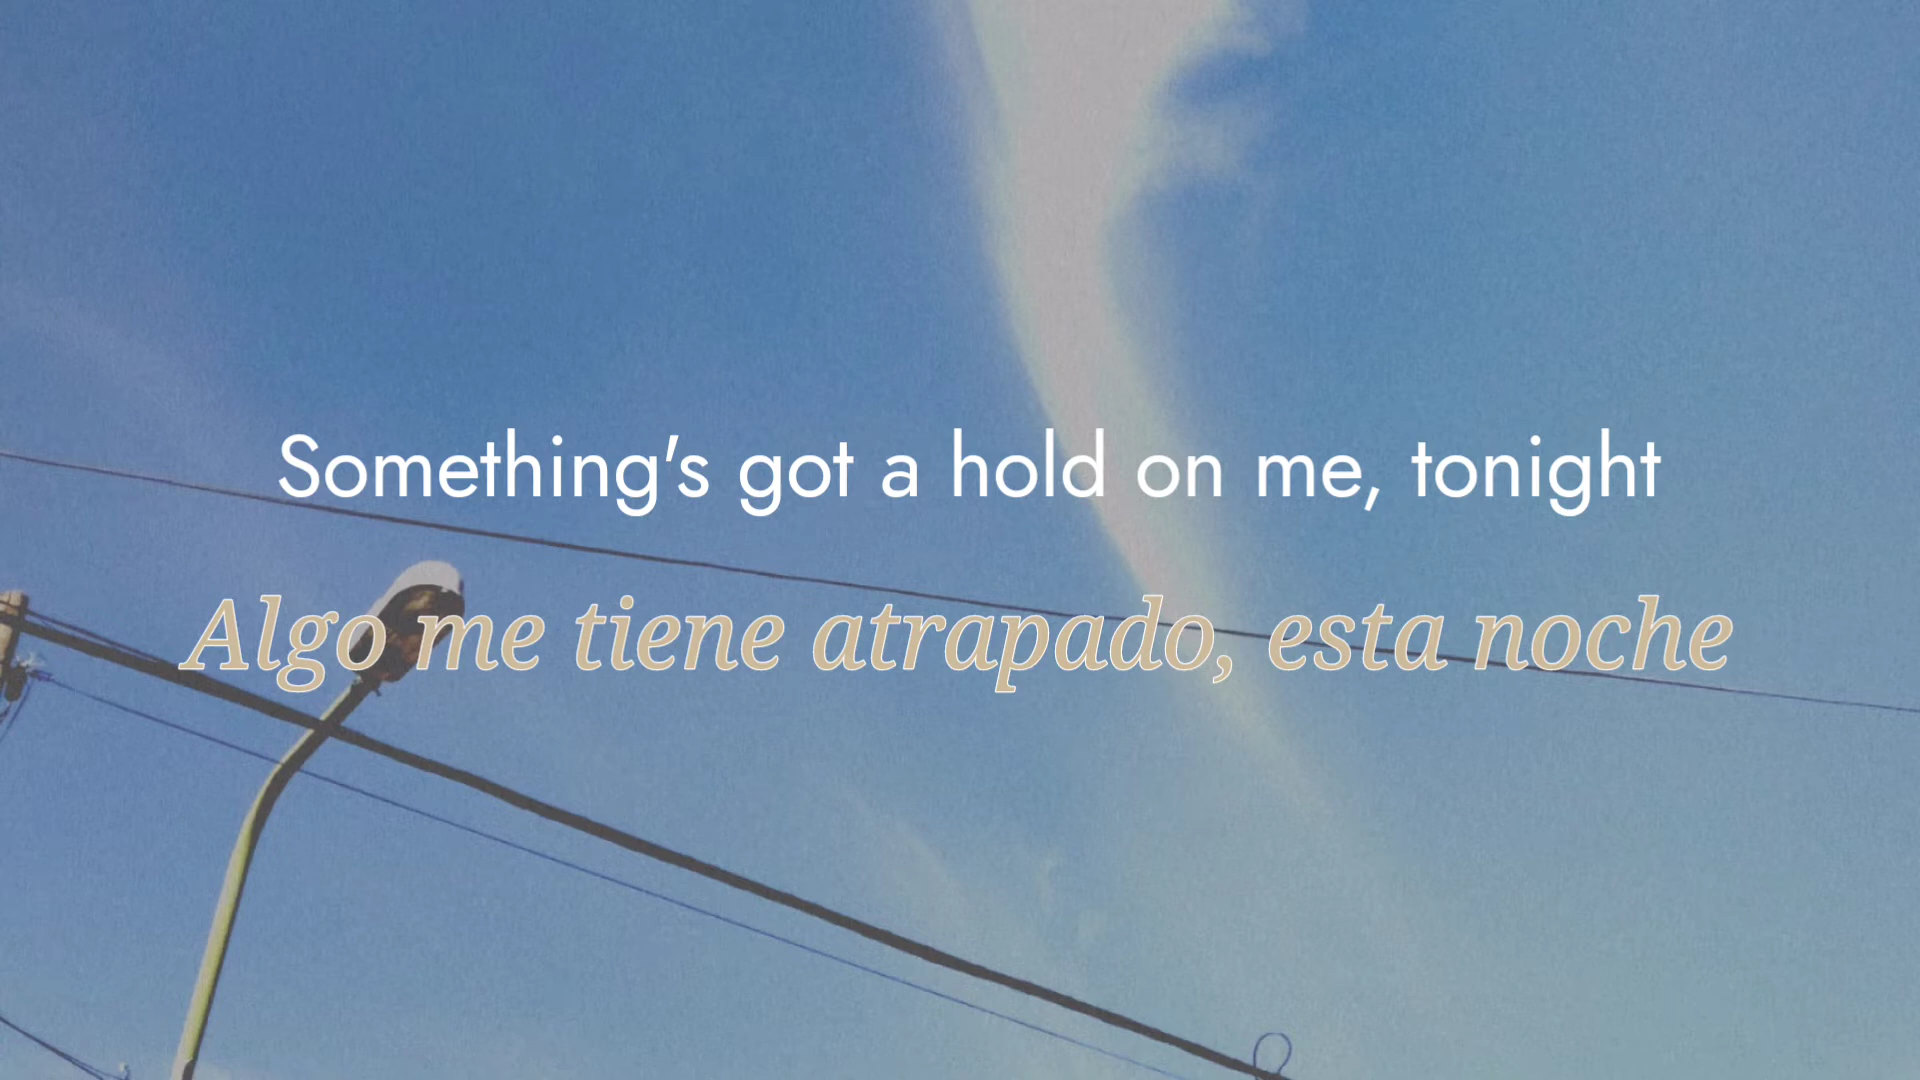 Something's got a hold on me, tonight
Algo me tiene atrapado, esta noche